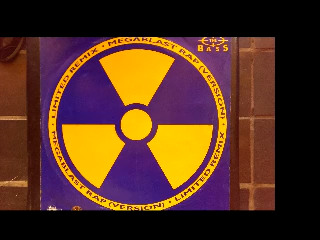 LIMITED REMIX • MEGABLAST RAP (VERSION) •
LIMITED REMIX • MEGABLAST RAP (VERSION) •
BASS